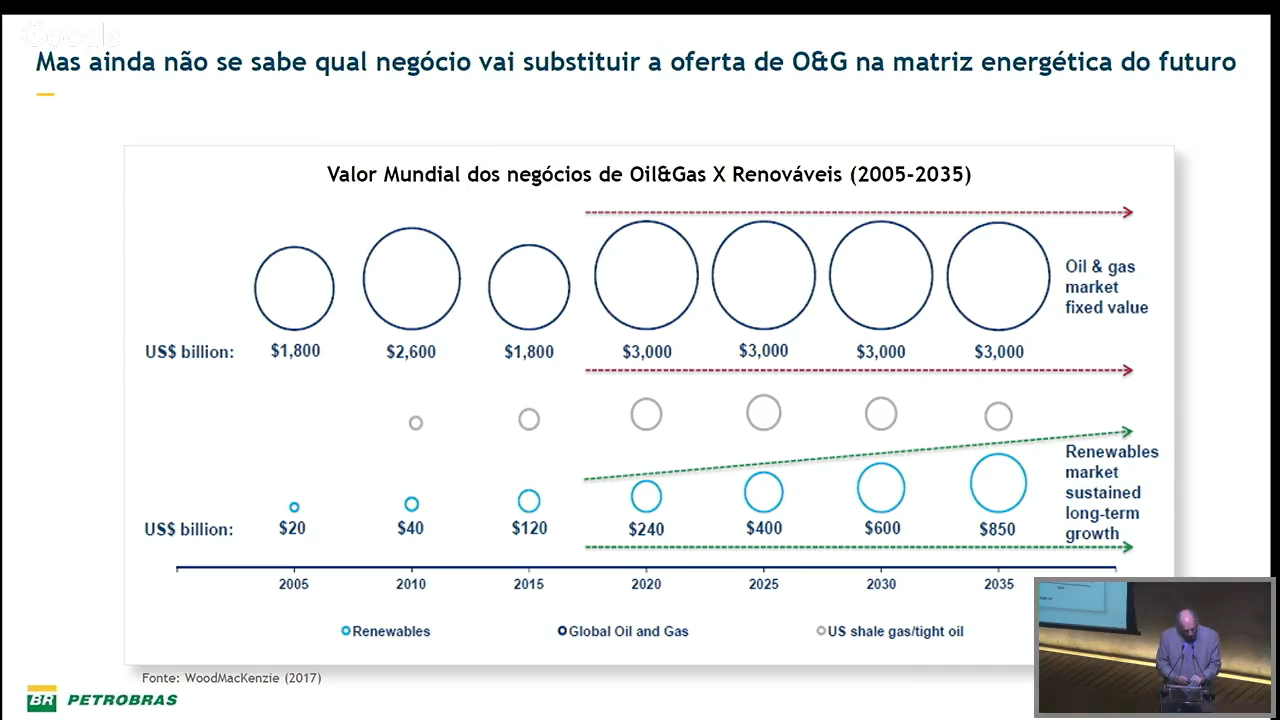 Google
Mas ainda não se sabe qual negócio vai substituir a oferta de O&G na matriz energética do futuro
Valor Mundial dos negócios de Oil&Gas X Renováveis (2005-2035)
Oil & gas
market
fixed value
US$ billion: $1,800 $2,600 $1,800 $3,000 $3,000 $3,000 $3,000
Renewables
market
sustained
long-term
growth
US$ billion: $20 $40 $120 $240 $400 $600 $850
2005 2010 2015 2020 2025 2030 2035
Renewables Global Oil and Gas US shale gas/tight oil
Fonte: WoodMacKenzie (2017)
BR PETROBRAS